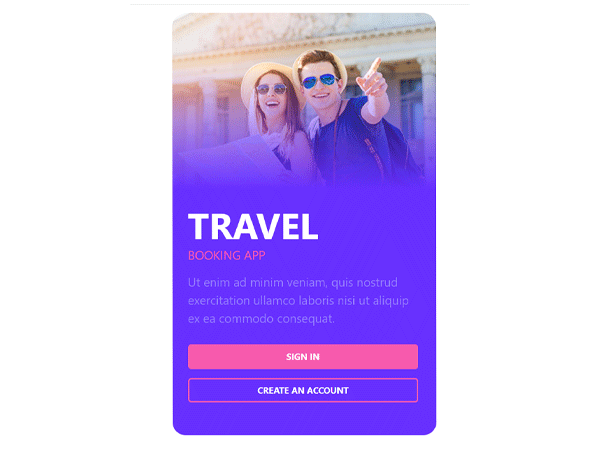 TRAVEL
BOOKING APP
Ut enim ad minim veniam, quis nostrud
exercitation ullamco laboris nisi ut aliquip
ex ea commodo consequat.
SIGN IN
CREATE AN ACCOUNT